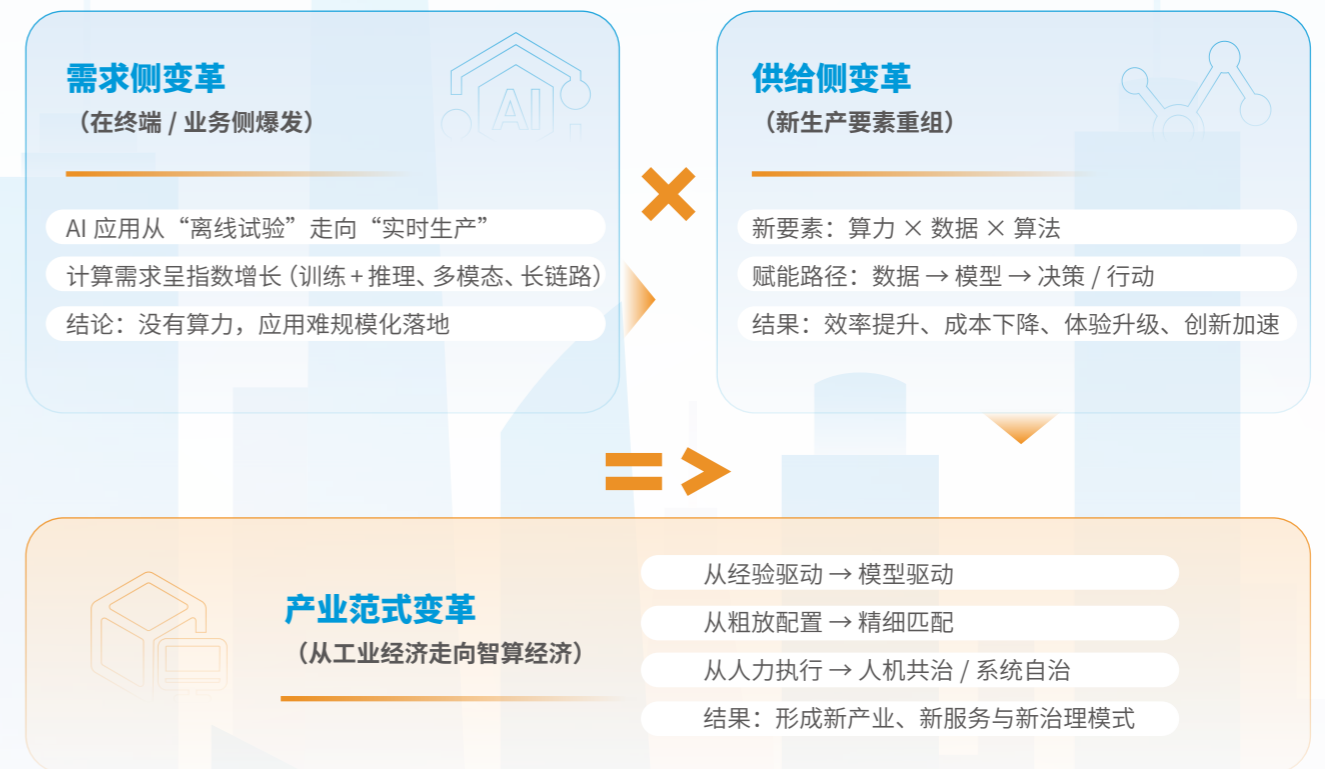 需求侧变革
（在终端 / 业务侧爆发）
AI 应用从“离线试验”走向“实时生产”
计算需求呈指数增长（训练 + 推理、多模态、长链路）
结论：没有算力，应用难规模化落地
×
供给侧变革
（新生产要素重组）
新要素：算力 × 数据 × 算法
赋能路径：数据 → 模型 → 决策 / 行动
结果：效率提升、成本下降、体验升级、创新加速
=>
产业范式变革
（从工业经济走向智算经济）
从经验驱动 → 模型驱动
从粗放配置 → 精细匹配
从人力执行 → 人机共治 / 系统自治
结果：形成新产业、新服务与新治理模式
AI